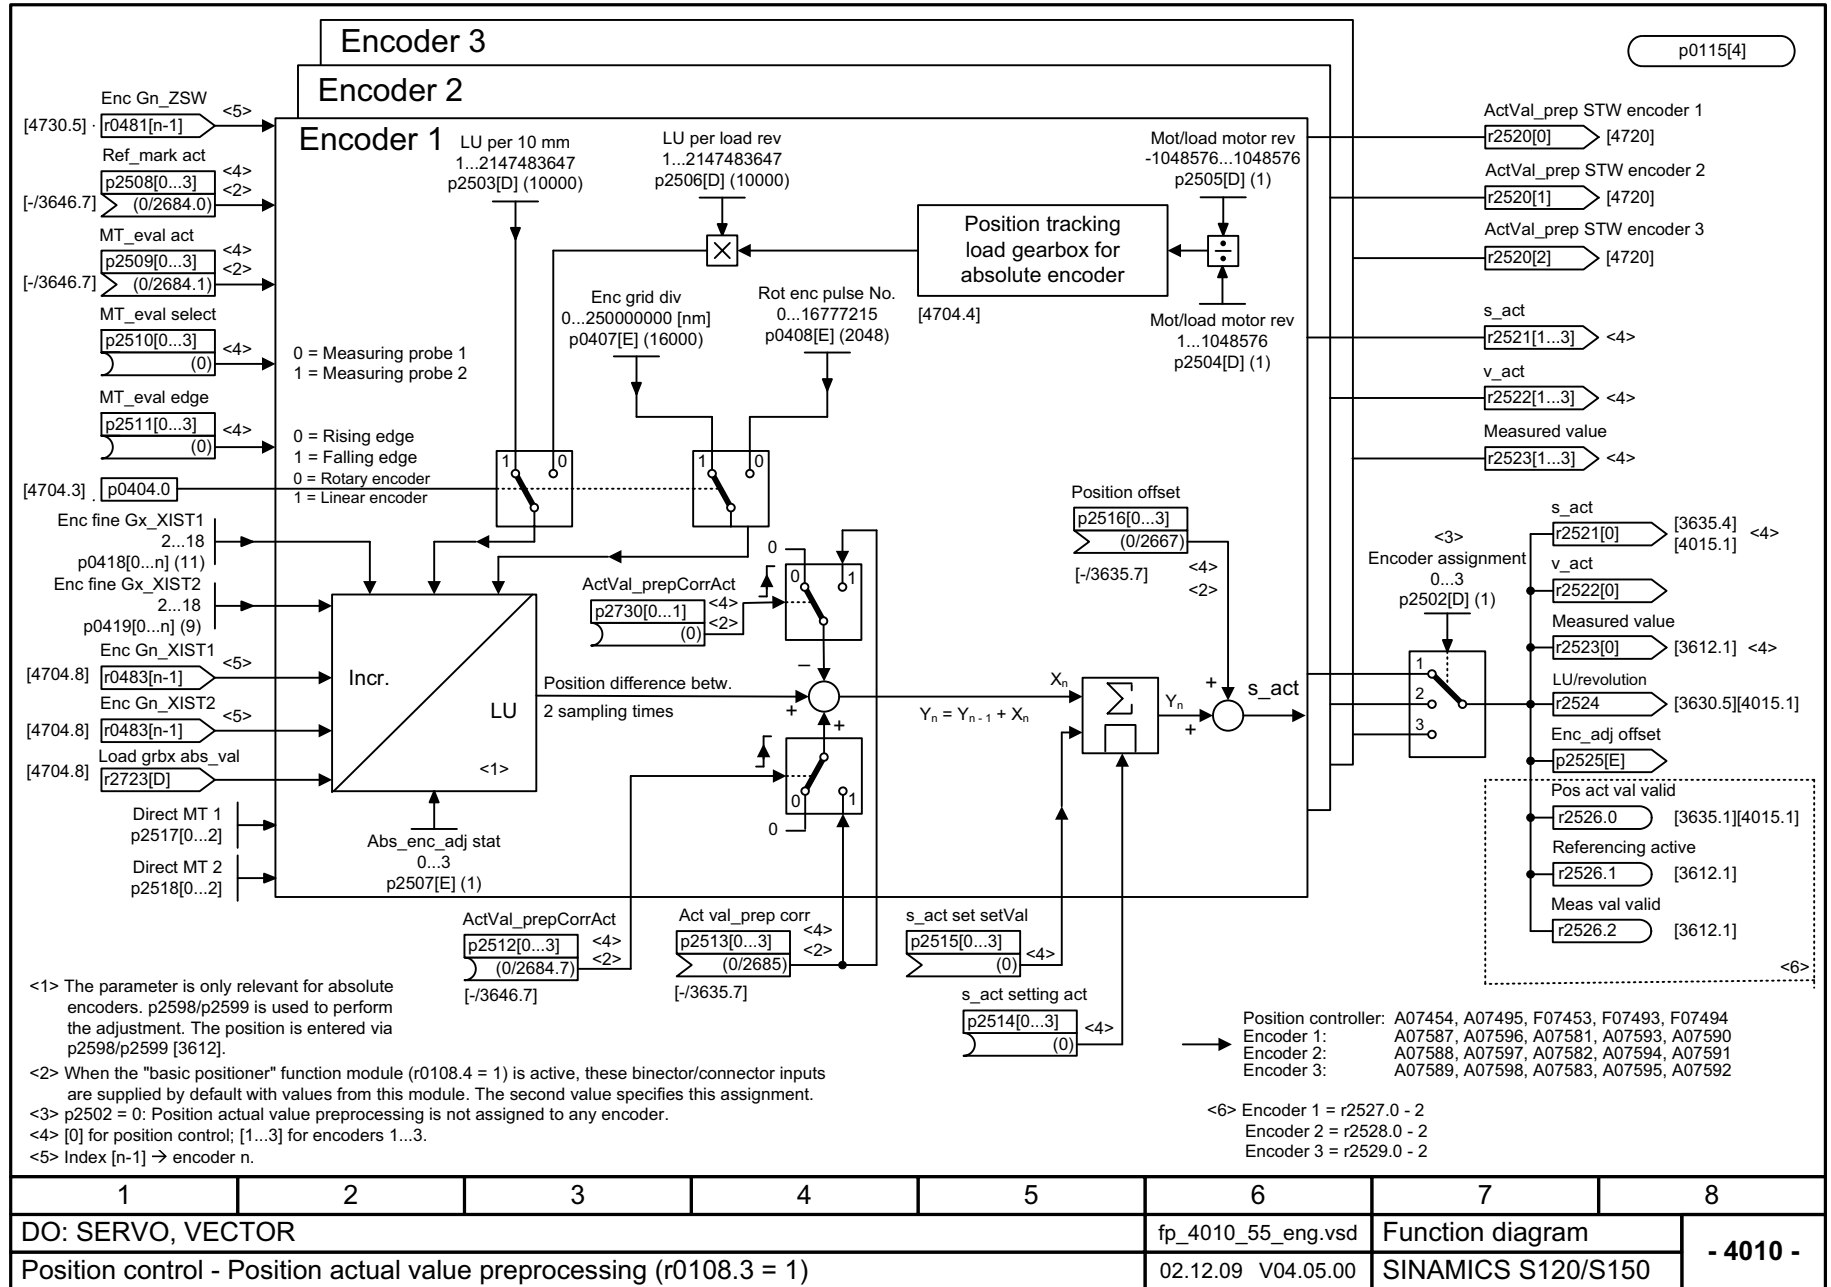 Encoder 3
p0115[4]
Encoder 2
Encoder 1
Enc Gn_ZSW
<5>
[4730.5]
r0481[n-1]
Ref_mark act
<4>
p2508[0...3]
<2>
[-/3646.7]
(0/2684.0)
MT_eval act
<4>
p2509[0...3]
<2>
[-/3646.7]
(0/2684.1)
MT_eval select
p2510[0...3]
<4>
(0)
MT_eval edge
p2511[0...3]
<4>
(0)
[4704.3]
p0404.0
Enc fine Gx_XIST1
2...18
p0418[0...n] (11)
Enc fine Gx_XIST2
2...18
p0419[0...n] (9)
Enc Gn_XIST1
<5>
[4704.8]
r0483[n-1]
Enc Gn_XIST2
<5>
[4704.8]
r0483[n-1]
Load grbx abs_val
[4704.8]
r2723[D]
Direct MT 1
p2517[0...2]
Direct MT 2
p2518[0...2]
LU per 10 mm
1...2147483647
p2503[D] (10000)
LU per load rev
1...2147483647
p2506[D] (10000)
Position tracking
load gearbox for
absolute encoder
[4704.4]
Mot/load motor rev
-1048576...1048576
p2505[D] (1)
÷
Mot/load motor rev
1...1048576
p2504[D] (1)
Enc grid div
0...250000000 [nm]
p0407[E] (16000)
Rot enc pulse No.
0...16777215
p0408[E] (2048)
0 = Measuring probe 1
1 = Measuring probe 2
0 = Rising edge
1 = Falling edge
0 = Rotary encoder
1 = Linear encoder
1
0
1
0
Incr.
LU
<1>
Abs_enc_adj stat
0...3
p2507[E] (1)
Position difference betw.
2 sampling times
ActVal_prepCorrAct
p2730[0...1]
<4>
(0)
<2>
0
0
1
–
+
+
0
1
0
Yn = Yn - 1 + Xn
Xn
Σ
Yn
+
+
s_act
Position offset
p2516[0...3]
(0/2667)
[-/3635.7]
<4>
<2>
ActVal_prepCorrAct
p2512[0...3]
<4>
(0/2684.7)
<2>
[-/3646.7]
Act val_prep corr
p2513[0...3]
<4>
(0/2685)
<2>
[-/3635.7]
s_act set setVal
p2515[0...3]
(0)
<4>
s_act setting act
p2514[0...3]
<4>
(0)
<3>
Encoder assignment
0...3
p2502[D] (1)
1
2
3
ActVal_prep STW encoder 1
r2520[0]
[4720]
ActVal_prep STW encoder 2
r2520[1]
[4720]
ActVal_prep STW encoder 3
r2520[2]
[4720]
s_act
r2521[1...3]
<4>
v_act
r2522[1...3]
<4>
Measured value
r2523[1...3]
<4>
s_act
r2521[0]
[3635.4]
[4015.1]
<4>
v_act
r2522[0]
Measured value
r2523[0]
[3612.1] <4>
LU/revolution
r2524
[3630.5][4015.1]
Enc_adj offset
p2525[E]
Pos act val valid
r2526.0
[3635.1][4015.1]
Referencing active
r2526.1
[3612.1]
Meas val valid
r2526.2
[3612.1]
<6>
<1> The parameter is only relevant for absolute
encoders. p2598/p2599 is used to perform
the adjustment. The position is entered via
p2598/p2599 [3612].
<2> When the "basic positioner" function module (r0108.4 = 1) is active, these binector/connector inputs
are supplied by default with values from this module. The second value specifies this assignment.
<3> p2502 = 0: Position actual value preprocessing is not assigned to any encoder.
<4> [0] for position control; [1...3] for encoders 1...3.
<5> Index [n-1] → encoder n.
Position controller: A07454, A07495, F07453, F07493, F07494
Encoder 1: A07587, A07596, A07581, A07593, A07590
Encoder 2: A07588, A07597, A07582, A07594, A07591
Encoder 3: A07589, A07598, A07583, A07595, A07592
<6> Encoder 1 = r2527.0 - 2
Encoder 2 = r2528.0 - 2
Encoder 3 = r2529.0 - 2
1 2 3 4 5 6 7 8
DO: SERVO, VECTOR
fp_4010_55_eng.vsd
Function diagram
- 4010 -
Position control - Position actual value preprocessing (r0108.3 = 1)
02.12.09 V04.05.00
SINAMICS S120/S150